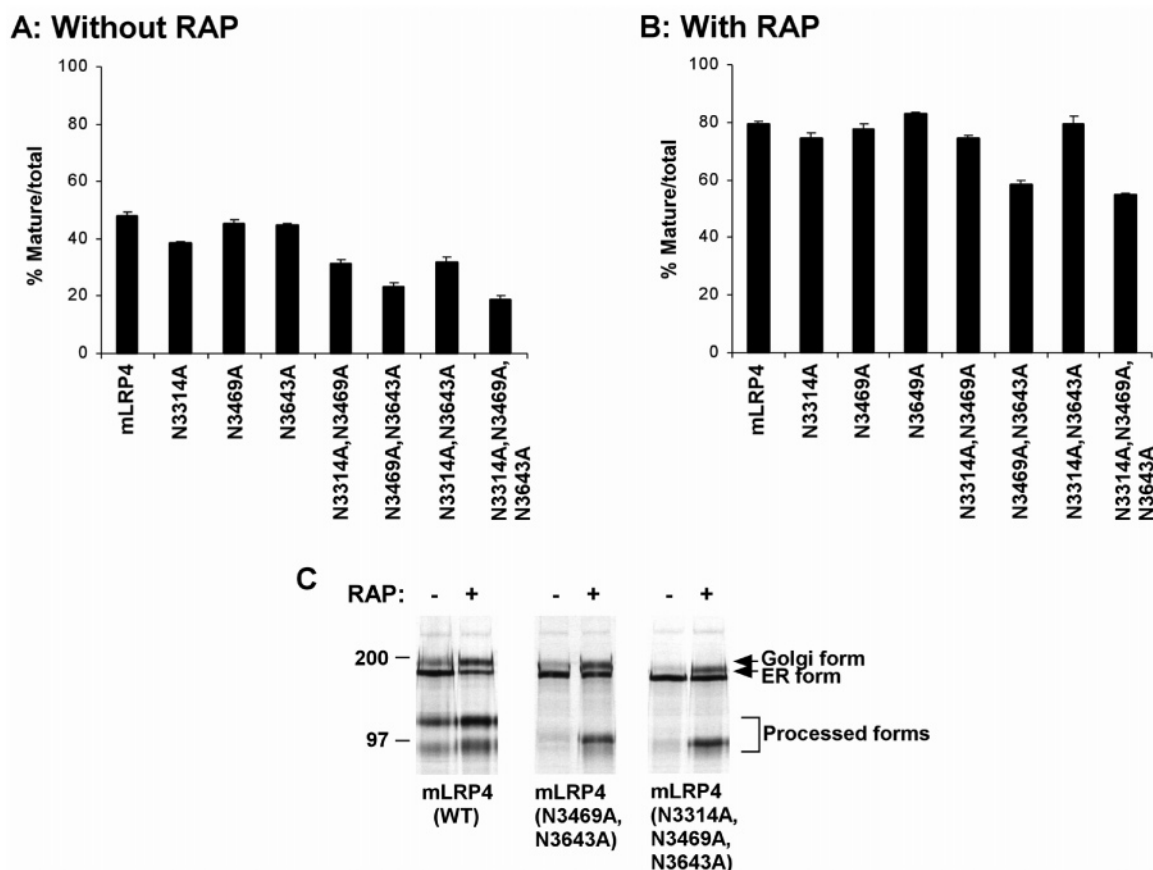 A: Without RAP
100
80
60
40
20
0
% Mature/total
mLRP4
N3314A
N3469A
N3643A
N3314A,N3469A
N3469A,N3643A
N3314A,N3643A
N3314A,N3469A,
N3643A
B: With RAP
100
80
60
40
20
0
% Mature/total
mLRP4
N3314A
N3469A
N3649A
N3314A,N3469A
N3469A,N3643A
N3314A,N3643A
N3314A,N3469A,
N3643A
C
RAP: - + - + - +
200
97
Golgi form
ER form
Processed forms
mLRP4
(WT)
mLRP4
(N3469A,
N3643A)
mLRP4
(N3314A,
N3469A,
N3643A)